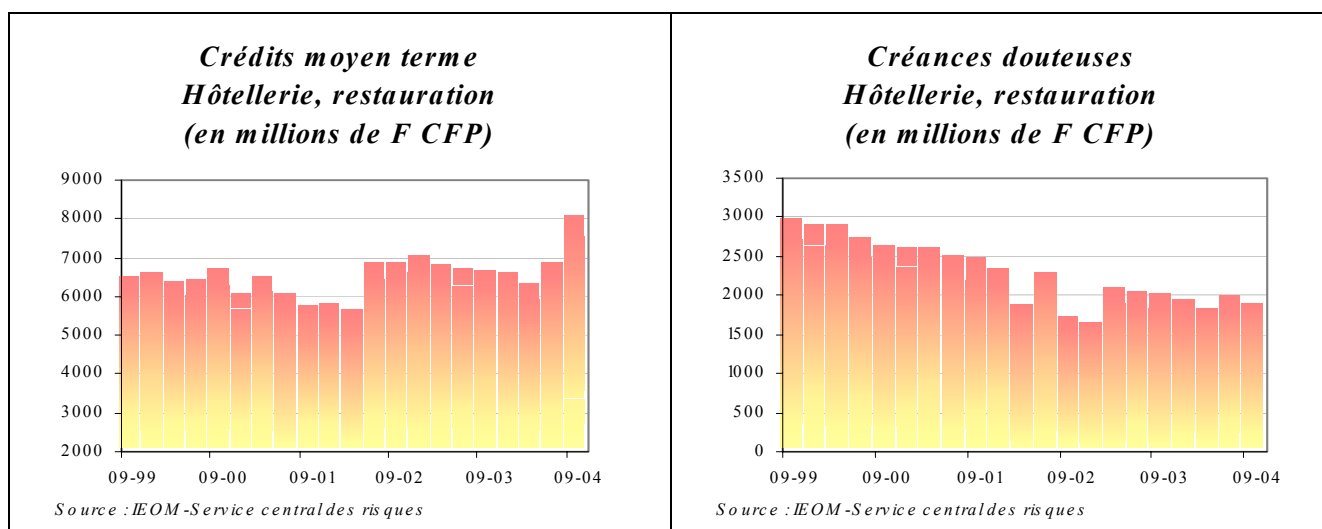 Crédits moyen terme
Hôtellerie, restauration
(en millions de F CFP)
9000
8000
7000
6000
5000
4000
3000
2000
09-99 09-00 09-01 09-02 09-03 09-04
Source : IEOM-Service central des risques
Créances douteuses
Hôtellerie, restauration
(en millions de F CFP)
3500
3000
2500
2000
1500
1000
500
0
09-99 09-00 09-01 09-02 09-03 09-04
Source : IEOM-Service central des risques